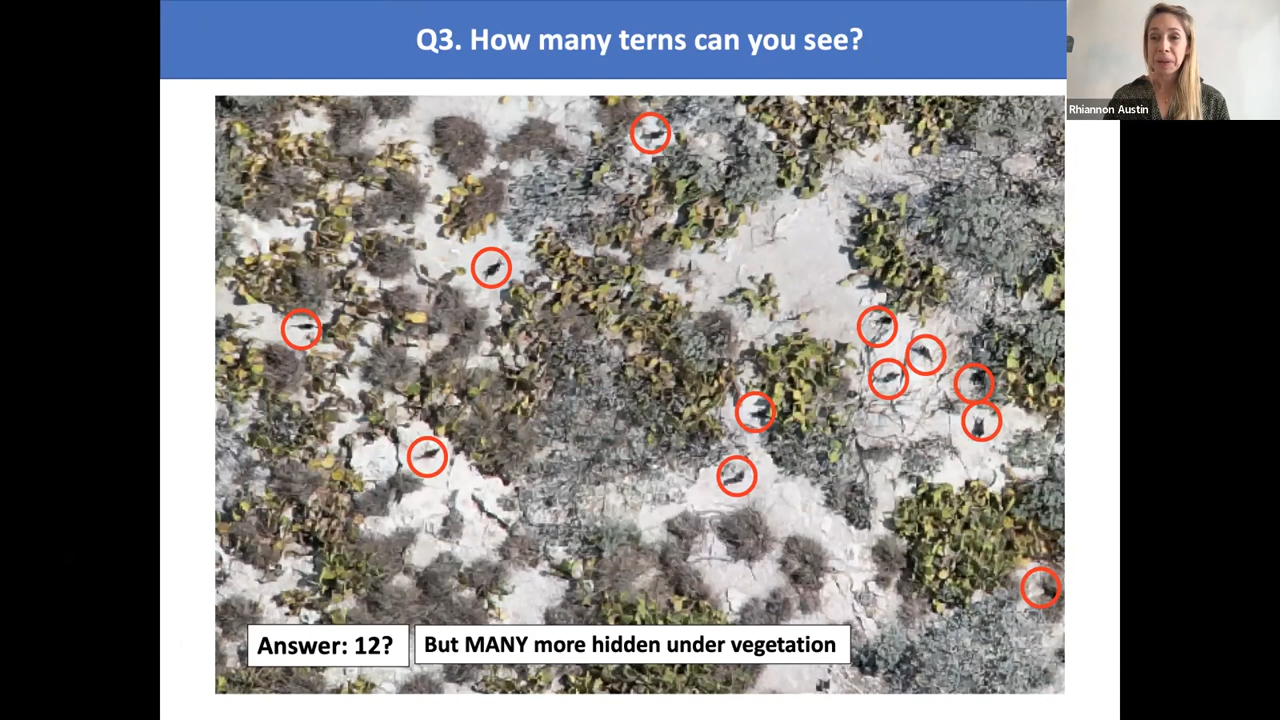 Q3. How many terns can you see?
Rhiannon Austin
Answer: 12?
But MANY more hidden under vegetation